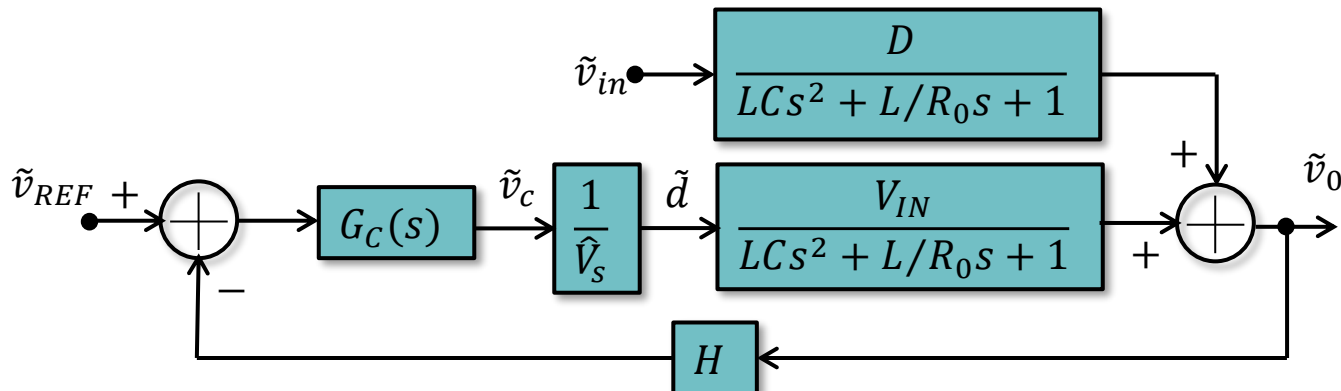 D
ṽ_in
LCs² + L/R₀s + 1
+
ṽ_REF +
ṽ_c
1
d̃
V_IN
ṽ_0
G_C(s)
V̂_s
LCs² + L/R₀s + 1
+
−
H